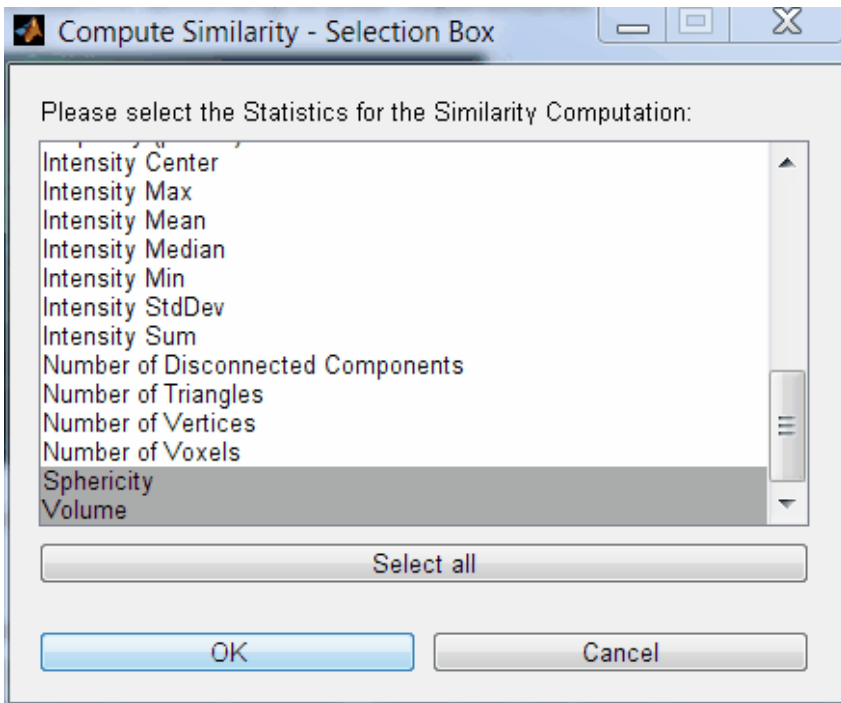 Compute Similarity - Selection Box
Please select the Statistics for the Similarity Computation:
Intensity Center
Intensity Max
Intensity Mean
Intensity Median
Intensity Min
Intensity StdDev
Intensity Sum
Number of Disconnected Components
Number of Triangles
Number of Vertices
Number of Voxels
Sphericity
Volume
Select all
OK
Cancel